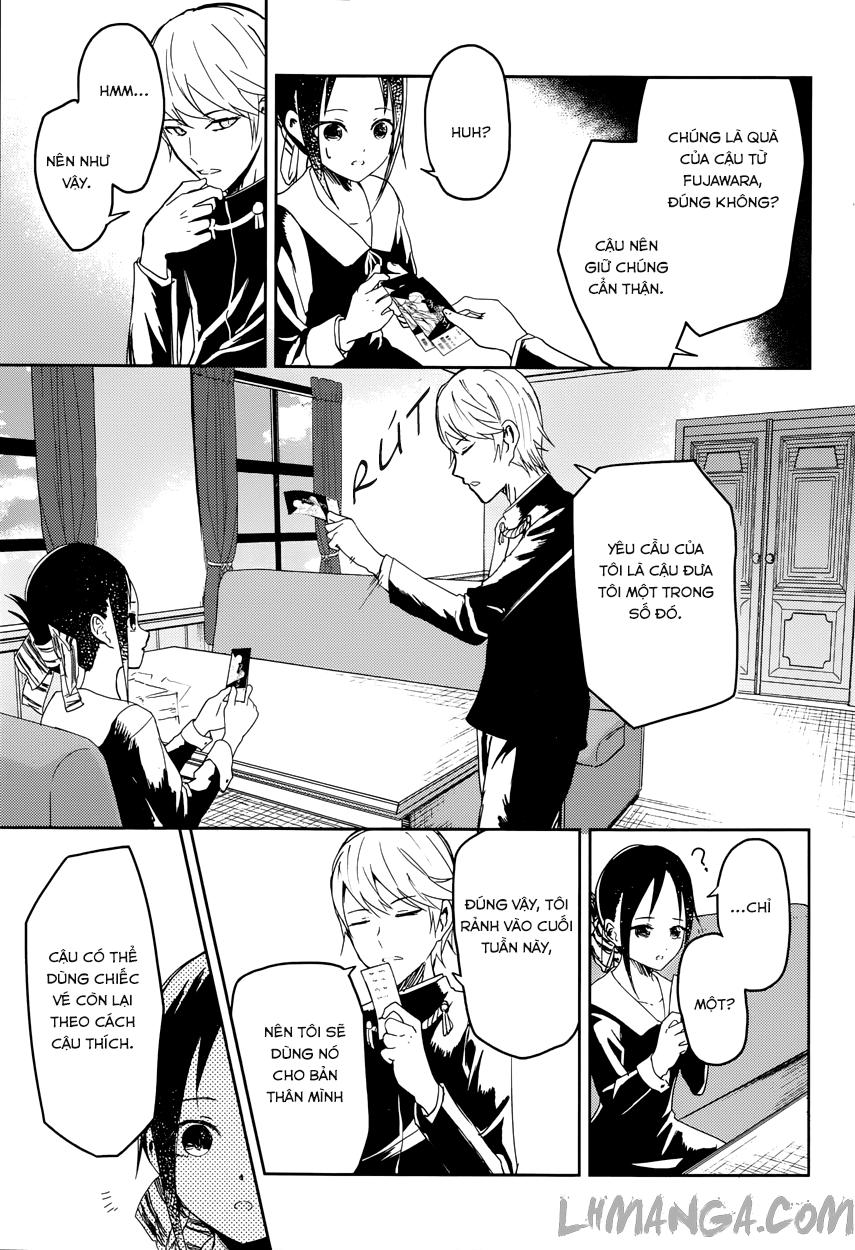 CHÚNG LÀ QUÀ
CỦA CẬU TỪ
FUJAWARA,
ĐÚNG KHÔNG?
CẬU NÊN
GIỮ CHÚNG
CẨN THẬN.
HUH?
HMM...
NÊN NHƯ
VẬY.
YÊU CẦU CỦA
TÔI LÀ CẬU ĐƯA
TÔI MỘT TRONG
SỐ ĐÓ.
RÚT
...CHỈ
MỘT?
?
ĐÚNG VẬY, TÔI
RẢNH VÀO CUỐI
TUẦN NÀY,
NÊN TÔI SẼ
DÙNG NÓ
CHO BẢN
THÂN MÌNH
CẬU CÓ THỂ
DÙNG CHIẾC
VÉ CÒN LẠI
THEO CÁCH
CẬU THÍCH.
LHMANGA.COM